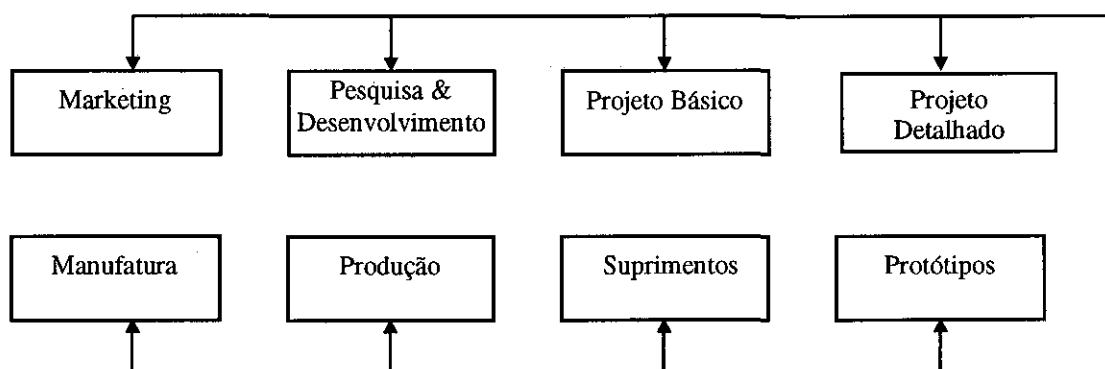 Marketing
Pesquisa &
Desenvolvimento
Projeto Básico
Projeto
Detalhado
Manufatura
Produção
Suprimentos
Protótipos